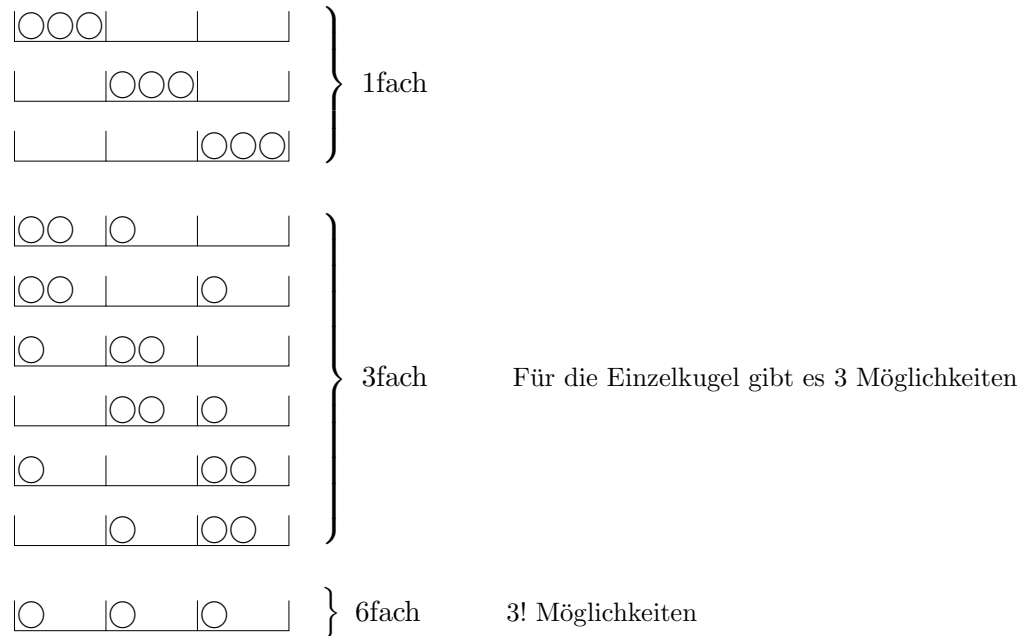 1fach
3fach Für die Einzelkugel gibt es 3 Möglichkeiten
6fach 3! Möglichkeiten